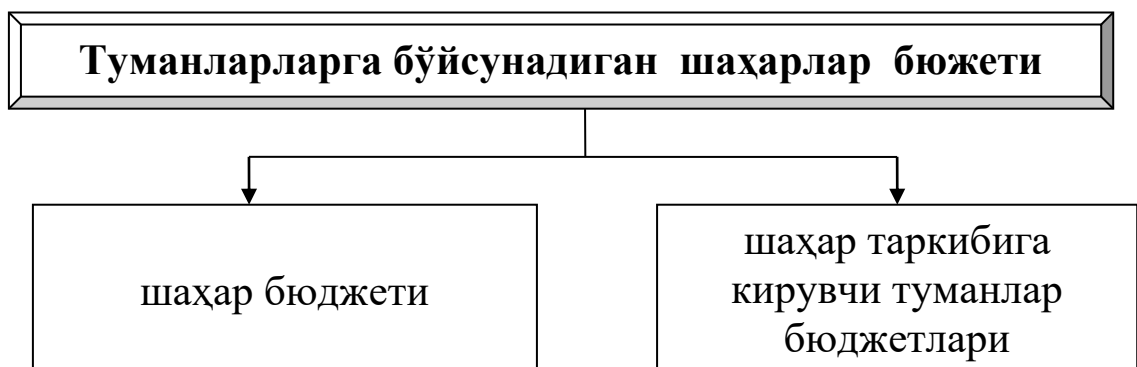 Туманларларга бўйсунадиган шаҳарлар бюжети
шаҳар бюджети
шаҳар таркибига
кирувчи туманлар
бюджетлари